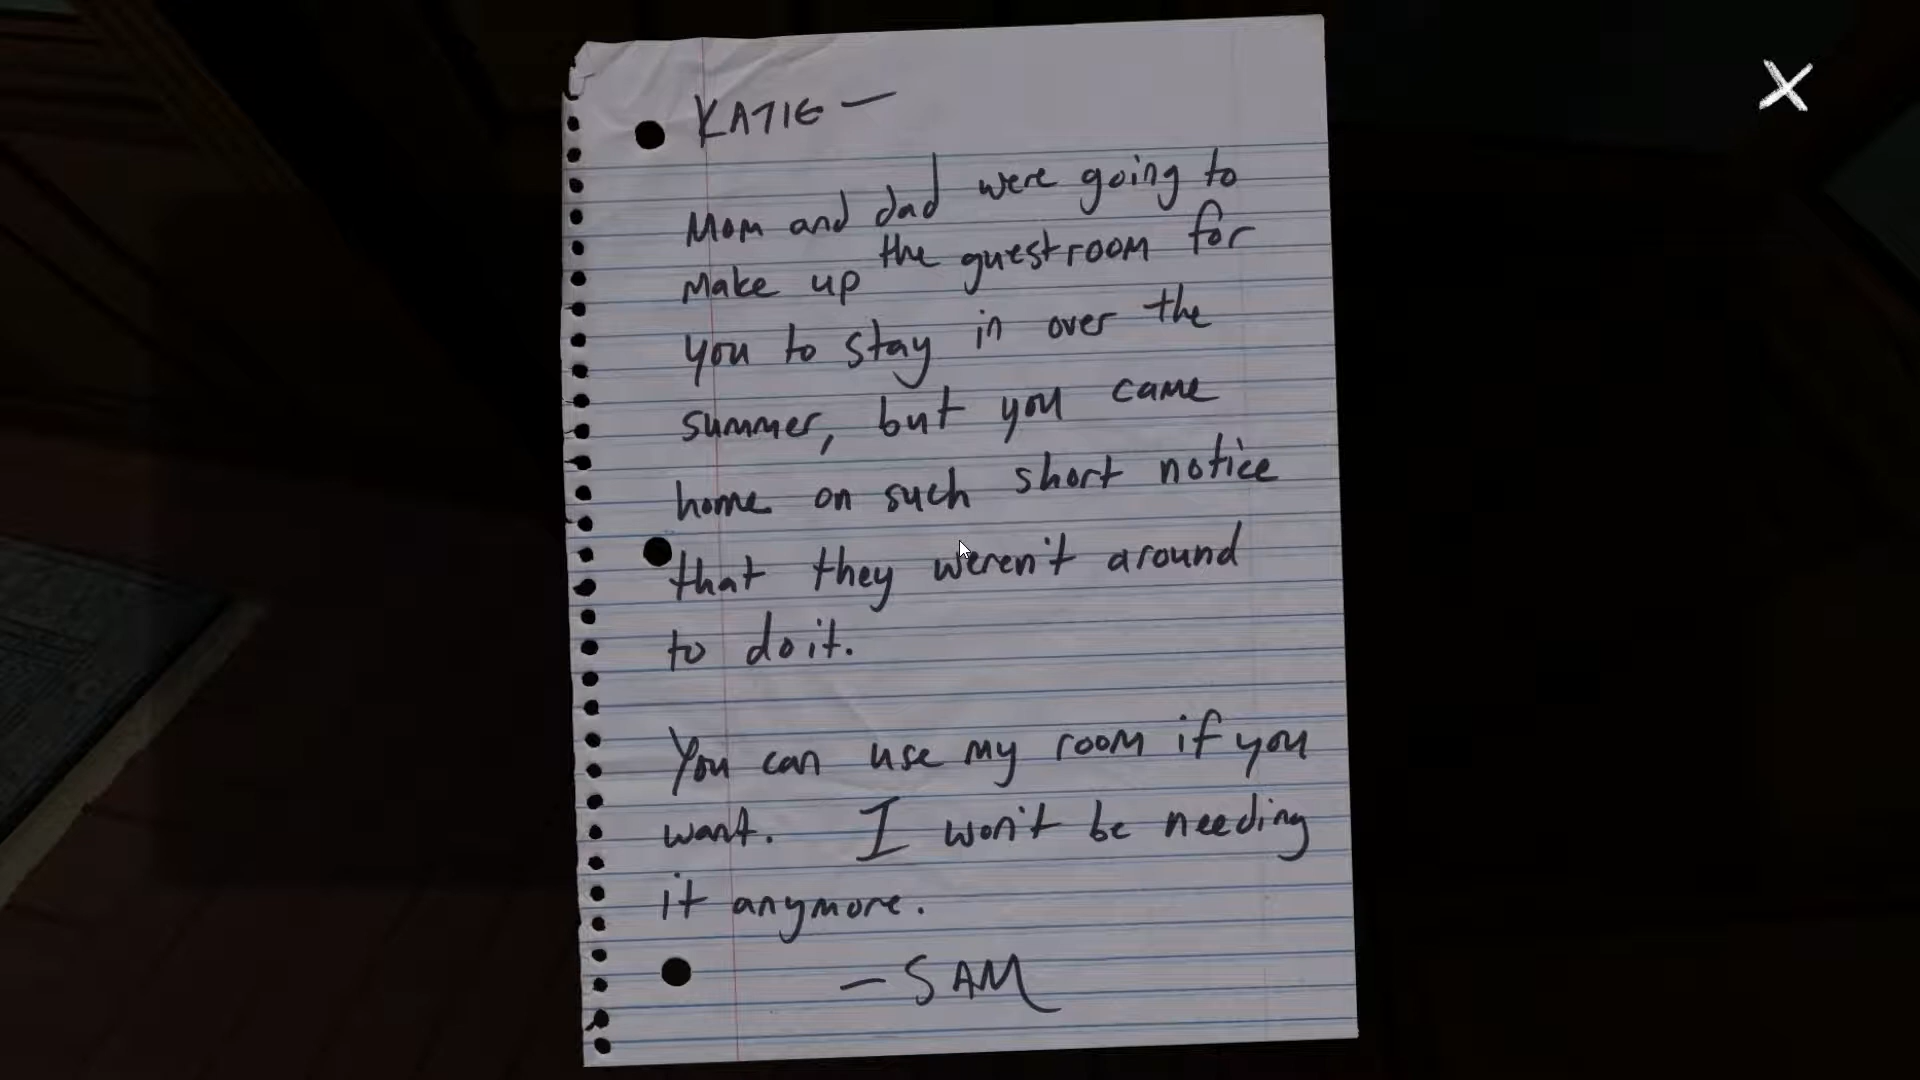 KATIE —
Mom and dad were going to
make up the guestroom for
you to stay in over the
summer, but you came
home on such short notice
that they weren't around
to do it.
You can use my room if you
want. I won't be needing
it anymore.
— SAM